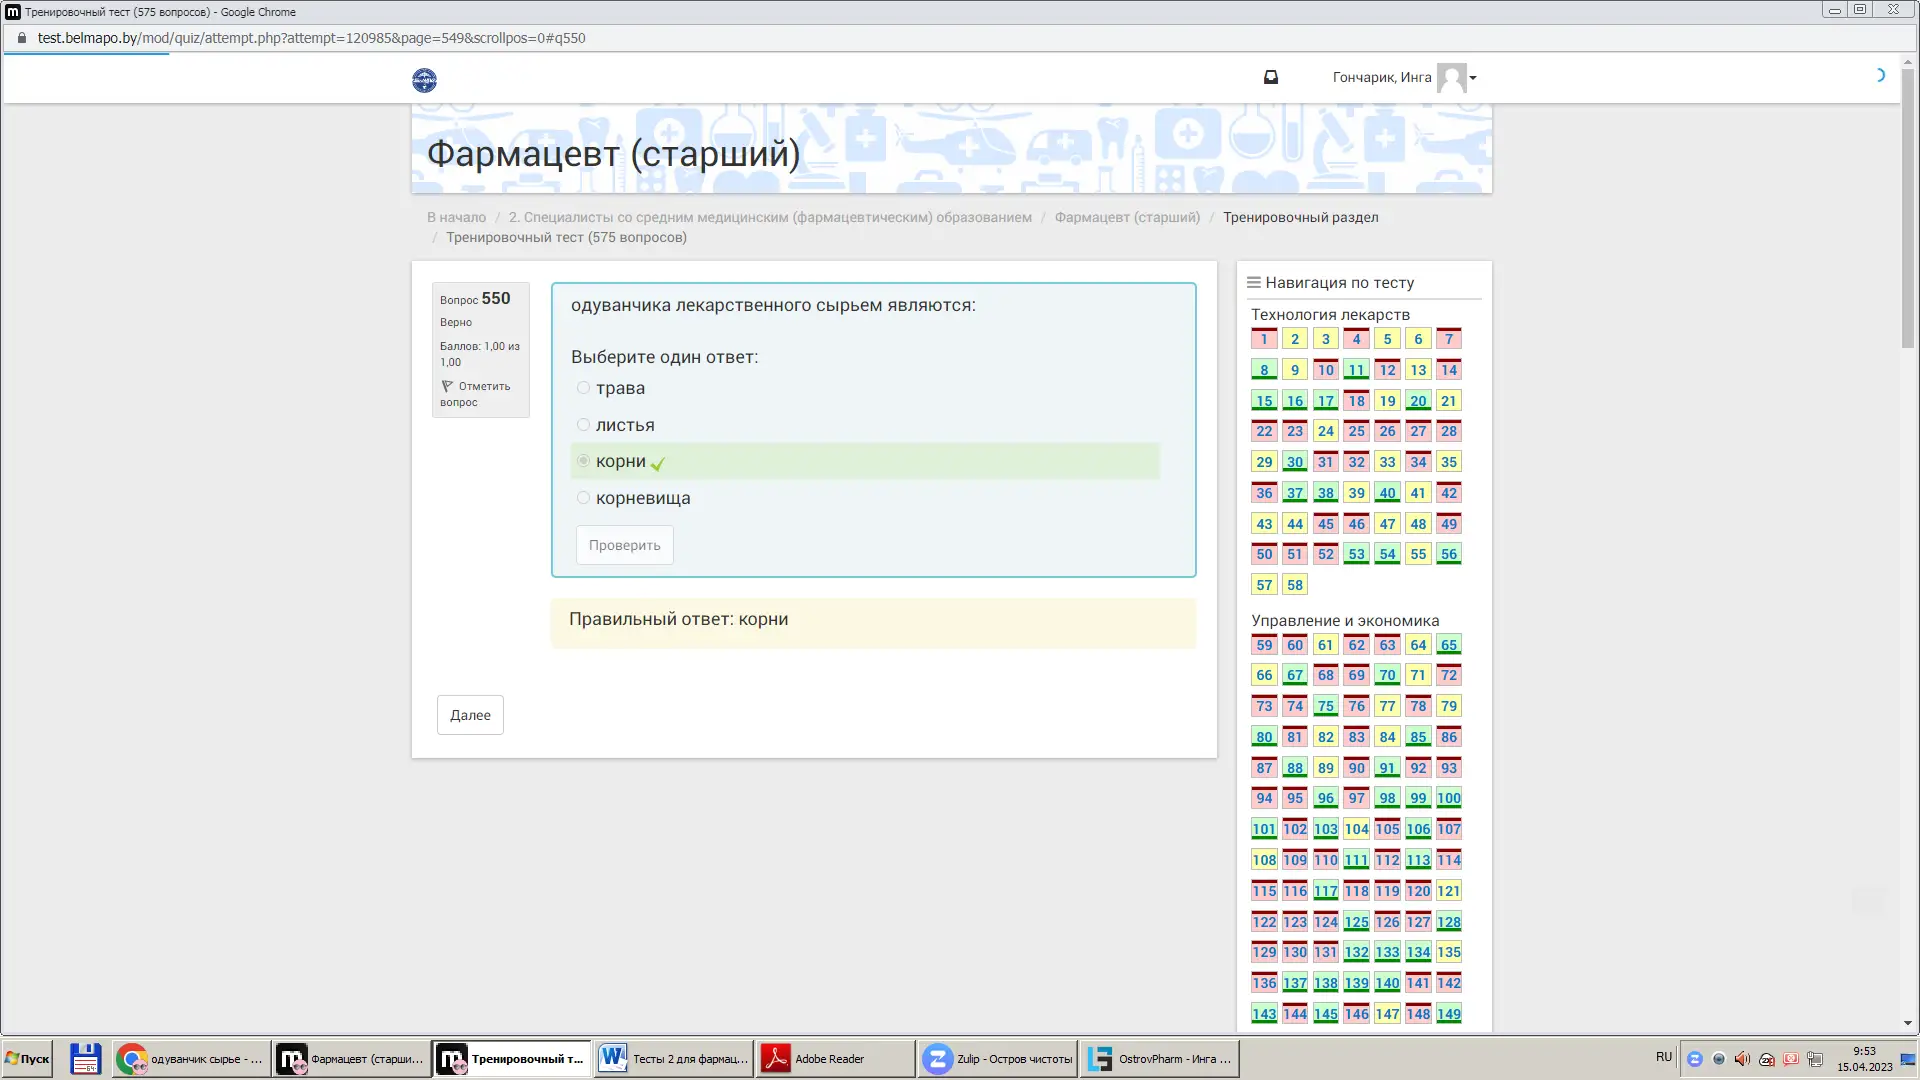 Тренировочный тест (575 вопросов) - Google Chrome
test.belmapo.by/mod/quiz/attempt.php?attempt=120985&page=549&scrollpos=0#q550
Гончарик, Инга
Фармацевт (старший)
В начало / 2. Специалисты со средним медицинским (фармацевтическим) образованием / Фармацевт (старший) / Тренировочный раздел
/ Тренировочный тест (575 вопросов)
Вопрос 550
Верно
Баллов: 1,00 из
1,00
Отметить
вопрос
одуванчика лекарственного сырьем являются:
Выберите один ответ:
трава
листья
корни
корневища
Проверить
Правильный ответ: корни
Далее
Навигация по тесту
Технология лекарств
1 2 3 4 5 6 7
8 9 10 11 12 13 14
15 16 17 18 19 20 21
22 23 24 25 26 27 28
29 30 31 32 33 34 35
36 37 38 39 40 41 42
43 44 45 46 47 48 49
50 51 52 53 54 55 56
57 58
Управление и экономика
59 60 61 62 63 64 65
66 67 68 69 70 71 72
73 74 75 76 77 78 79
80 81 82 83 84 85 86
87 88 89 90 91 92 93
94 95 96 97 98 99 100
101 102 103 104 105 106 107
108 109 110 111 112 113 114
115 116 117 118 119 120 121
122 123 124 125 126 127 128
129 130 131 132 133 134 135
136 137 138 139 140 141 142
143 144 145 146 147 148 149
Пуск
одуванчик сырье - ...
Фармацевт (старши...
Тренировочный т...
Тесты 2 для фармац...
Adobe Reader
Zulip - Остров чистоты
OstrovPharm - Инга ...
RU
9:53
15.04.2023